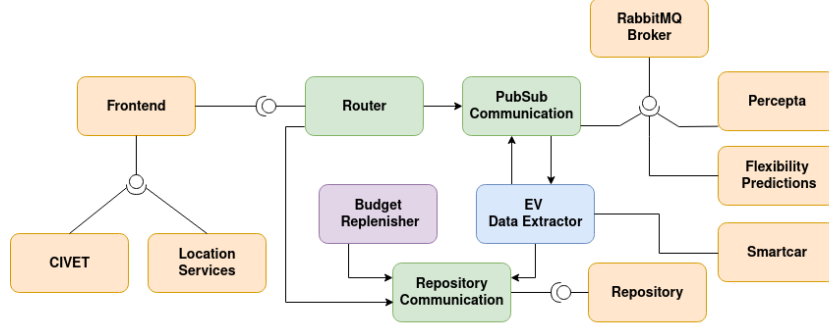 RabbitMQ
Broker
Frontend
Router
PubSub
Communication
Percepta
Flexibility
Predictions
Budget
Replenisher
EV
Data Extractor
CIVET
Location
Services
Smartcar
Repository
Communication
Repository